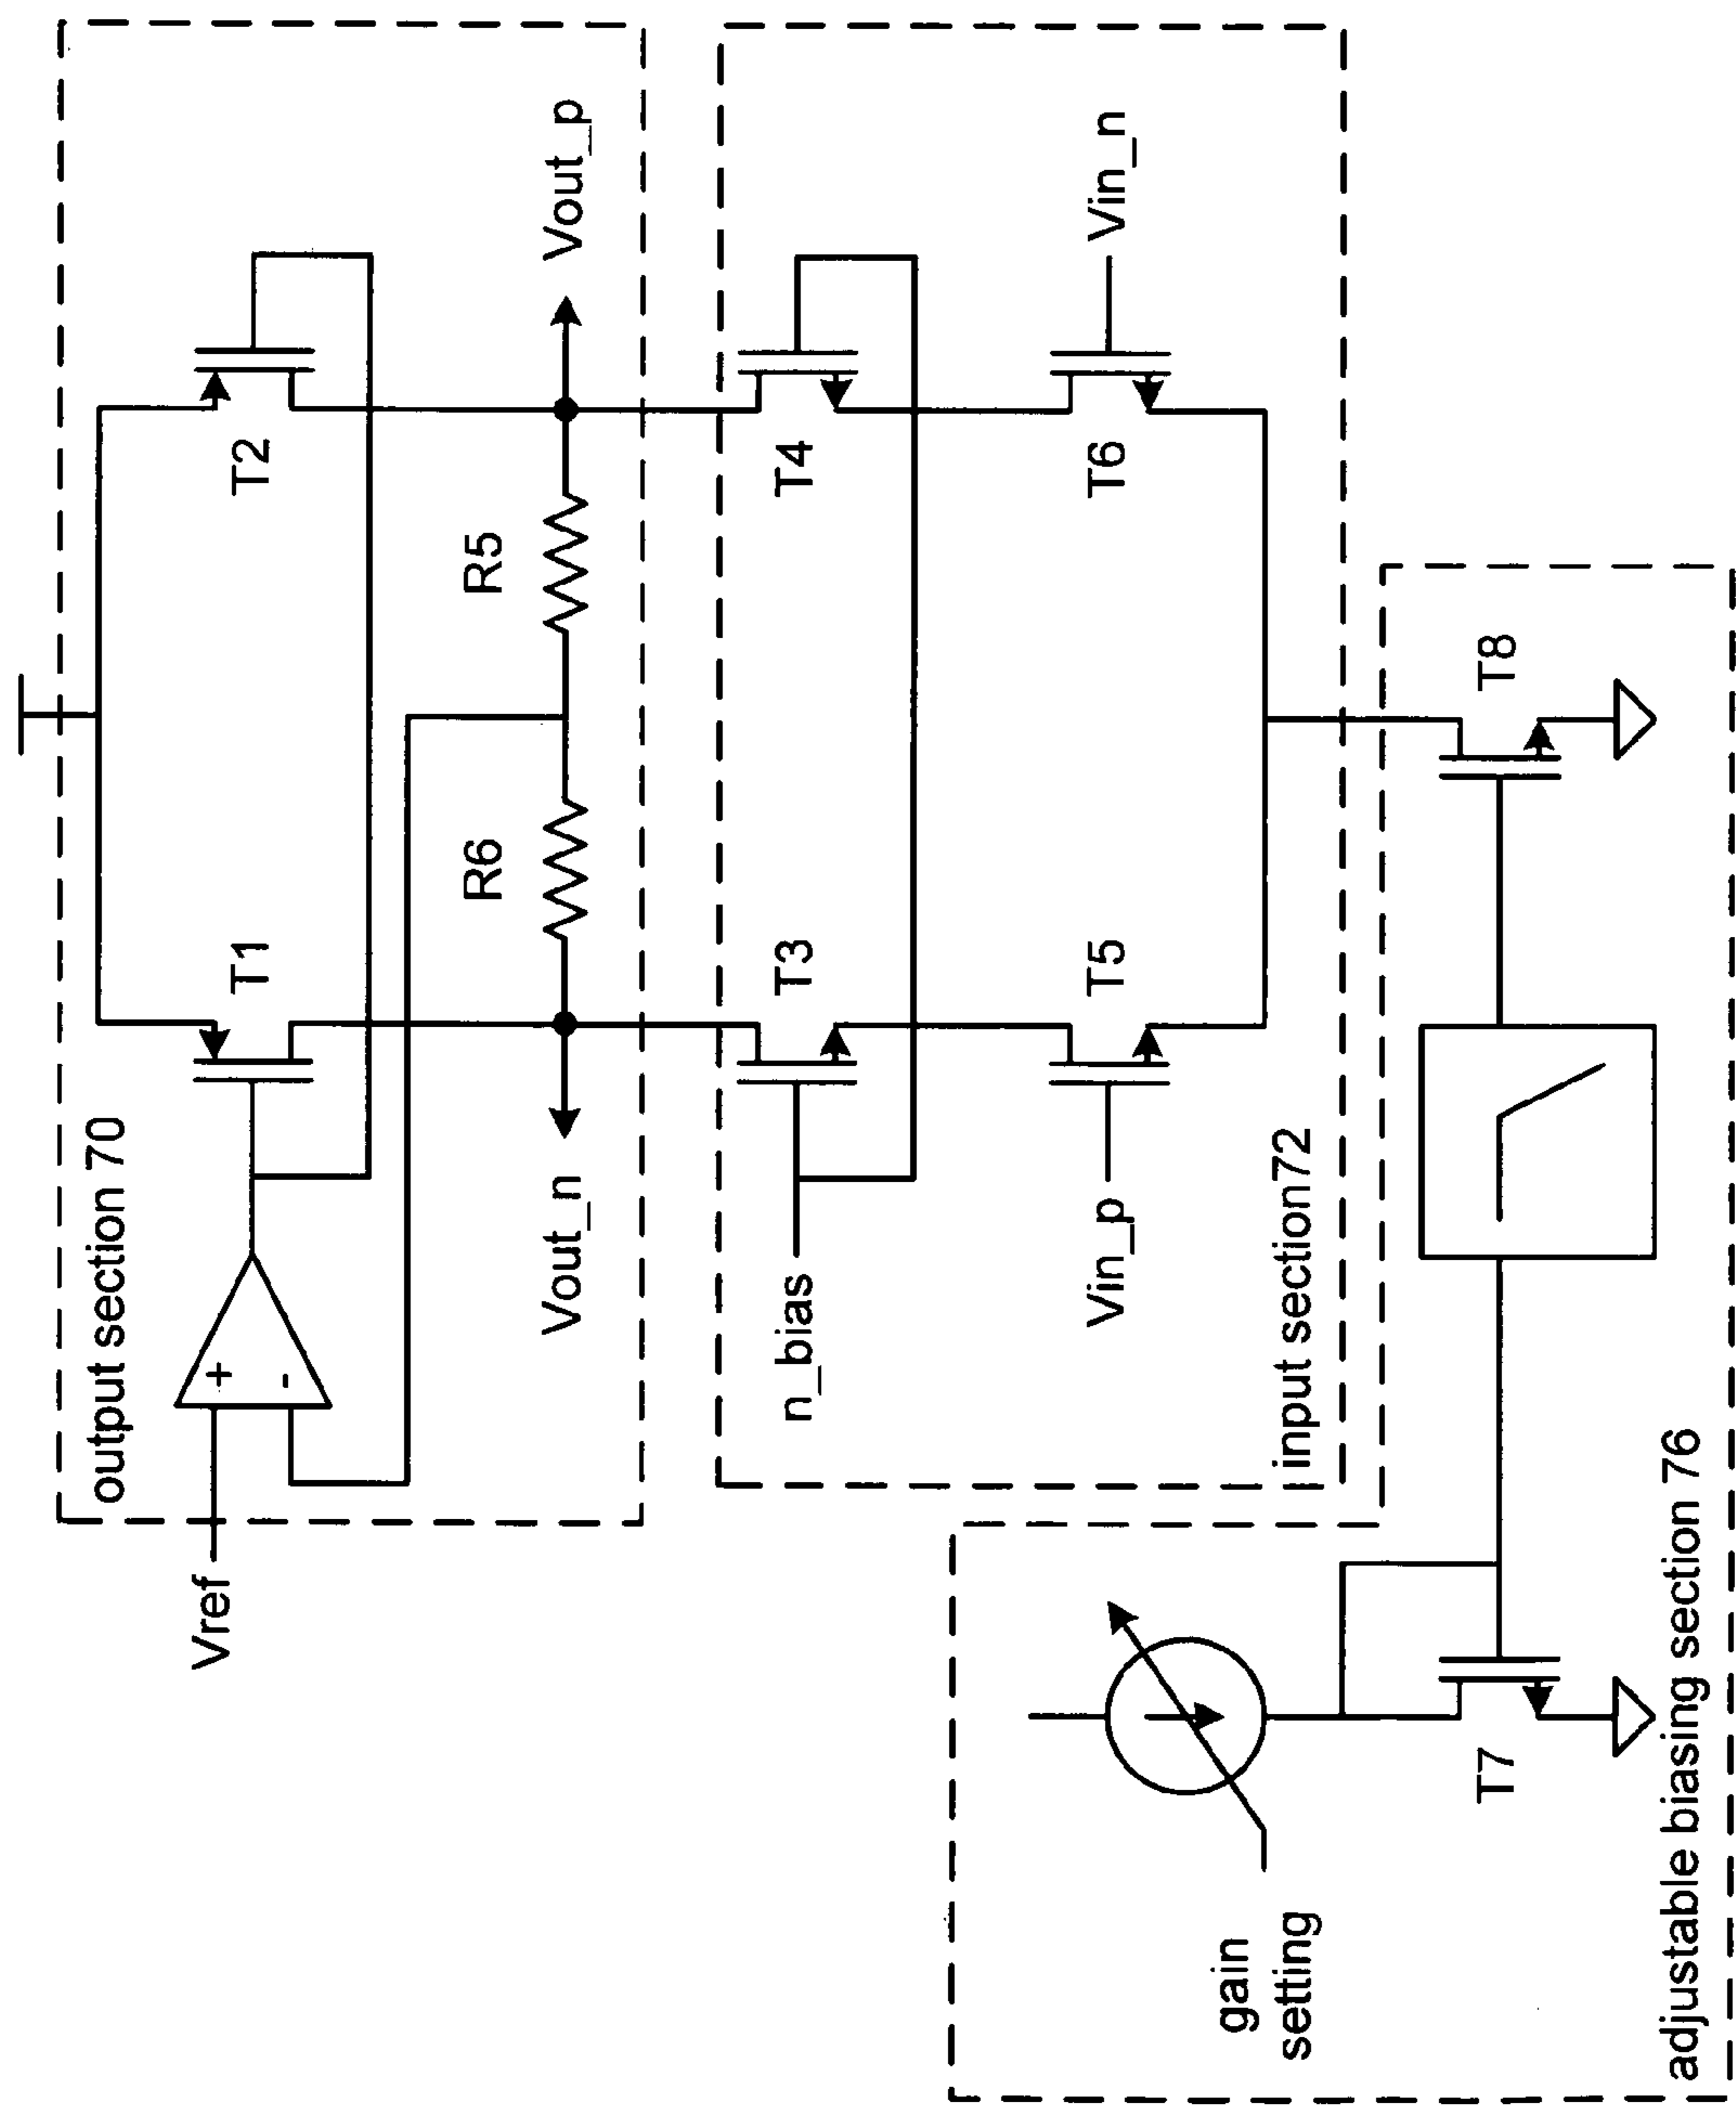 output section 70
T1
T2
+
-
Vref
R6
R5
Vout_n
Vout_p
T3
T4
n_bias
T5
T6
Vin_p
Vin_n
input section72
gain
setting
T7
T8
adjustable biasing section 76